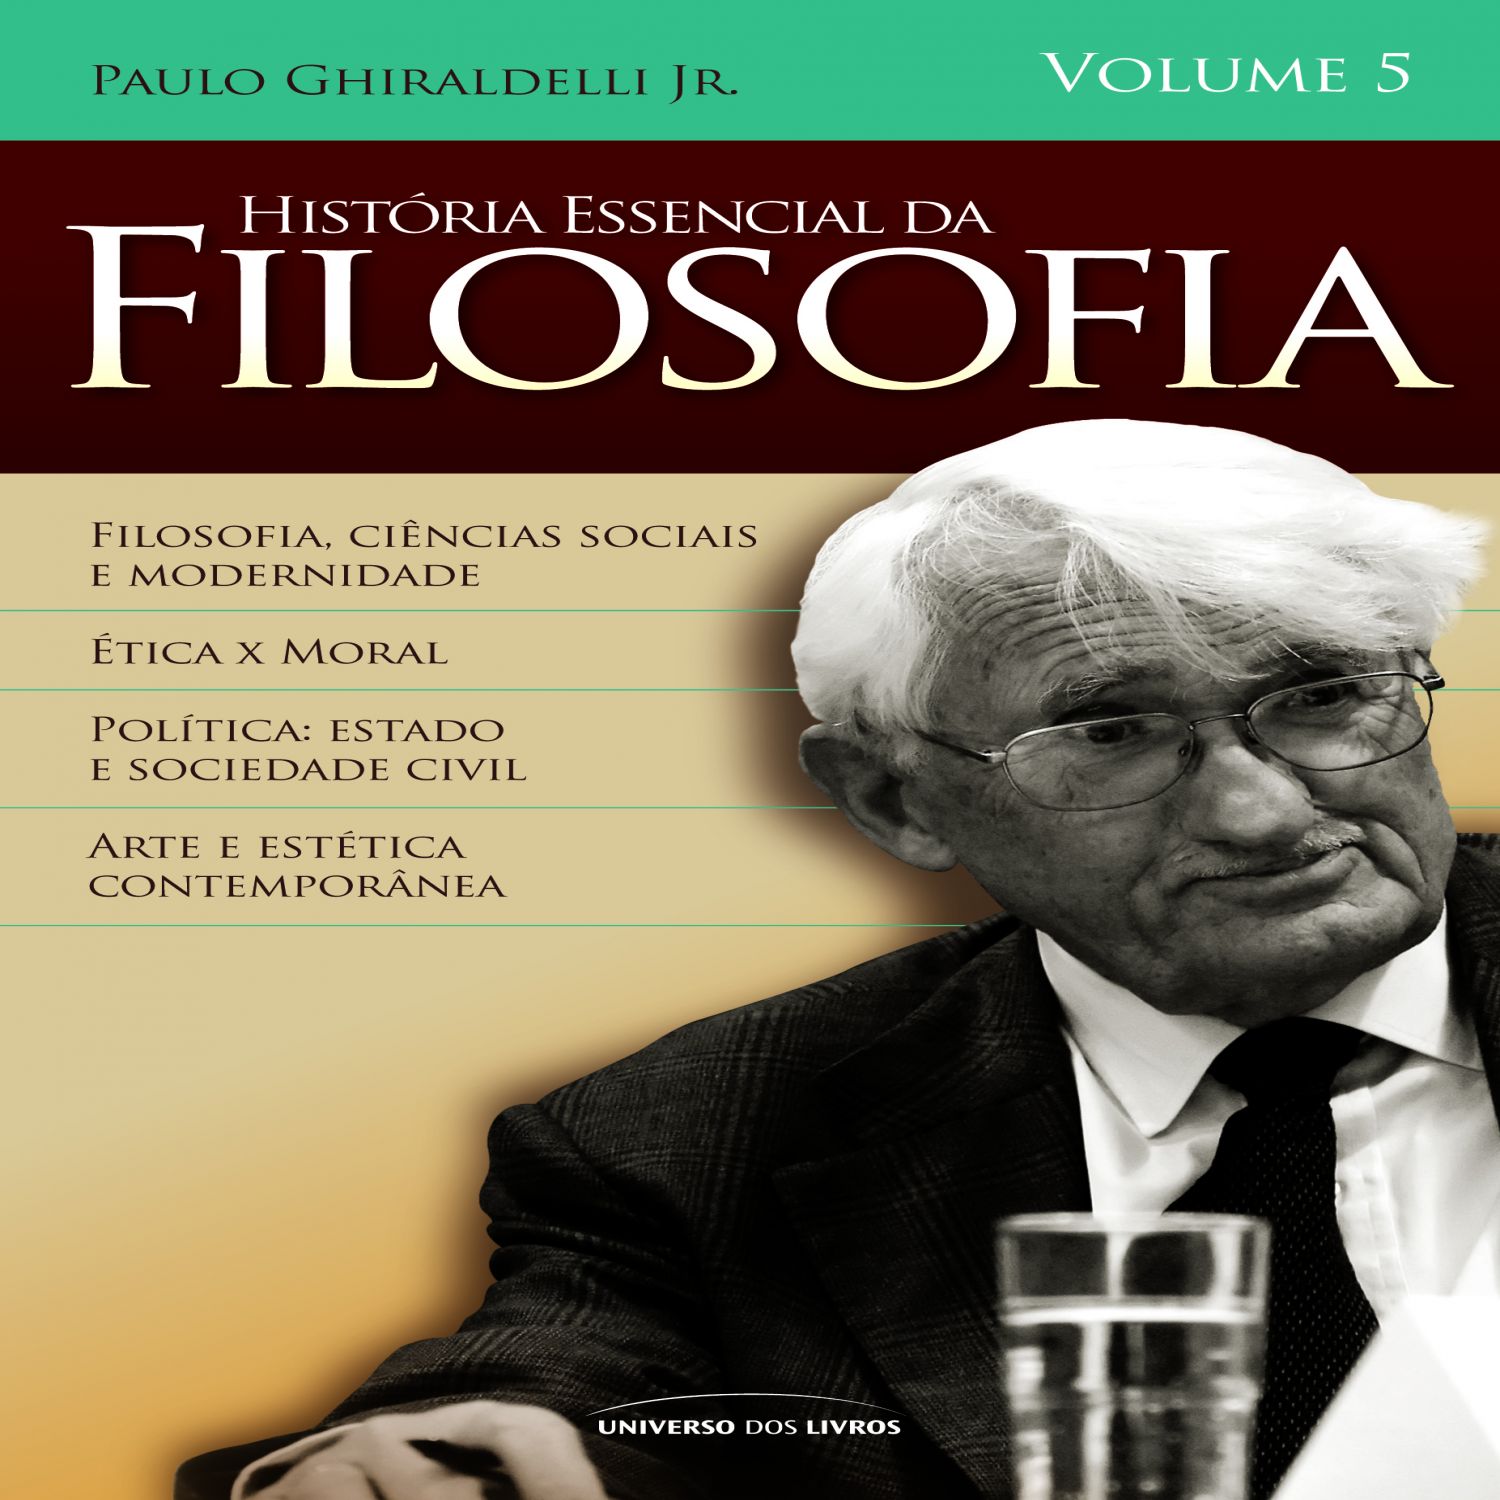 Paulo Ghiraldelli Jr.
Volume 5
História Essencial da
Filosofia
Filosofia, ciências sociais
e modernidade
Ética x Moral
Política: estado
e sociedade civil
Arte e estética
contemporânea
UNIVERSO DOS LIVROS